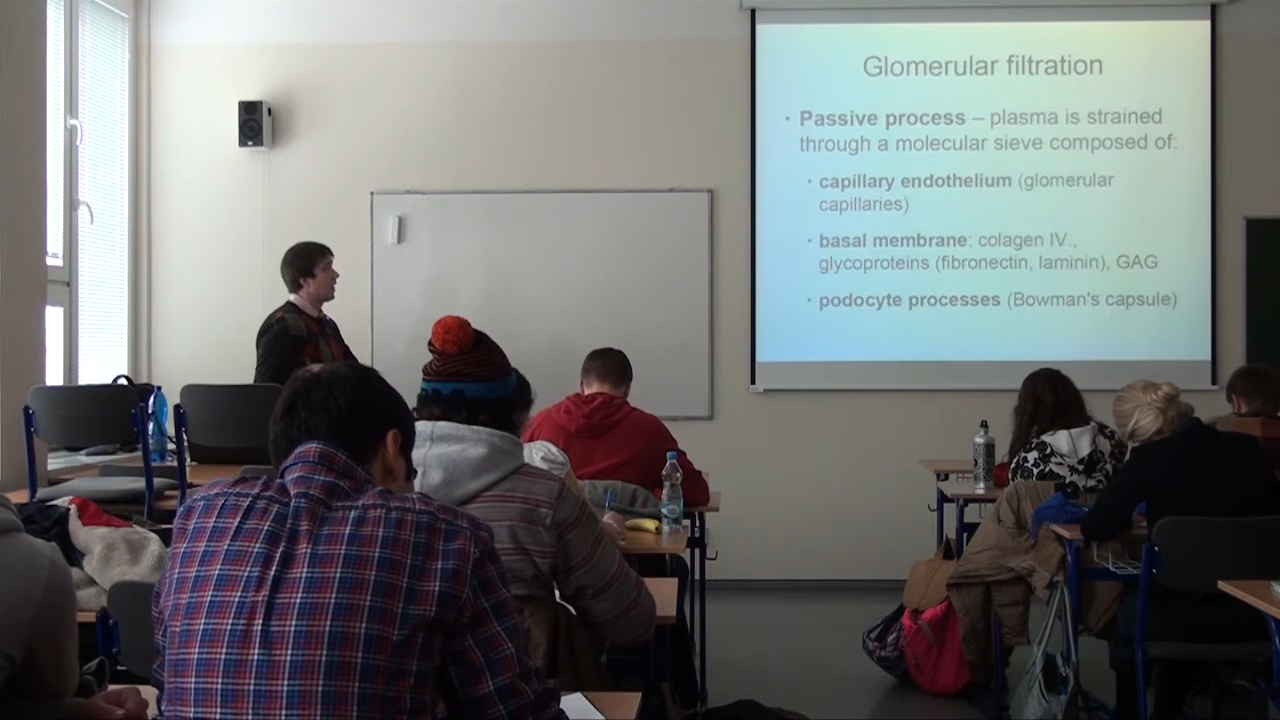 Glomerular filtration
· Passive process – plasma is strained
through a molecular sieve composed of:
· capillary endothelium (glomerular
capillaries)
· basal membrane: colagen IV.,
glycoproteins (fibronectin, laminin), GAG
· podocyte processes (Bowman's capsule)